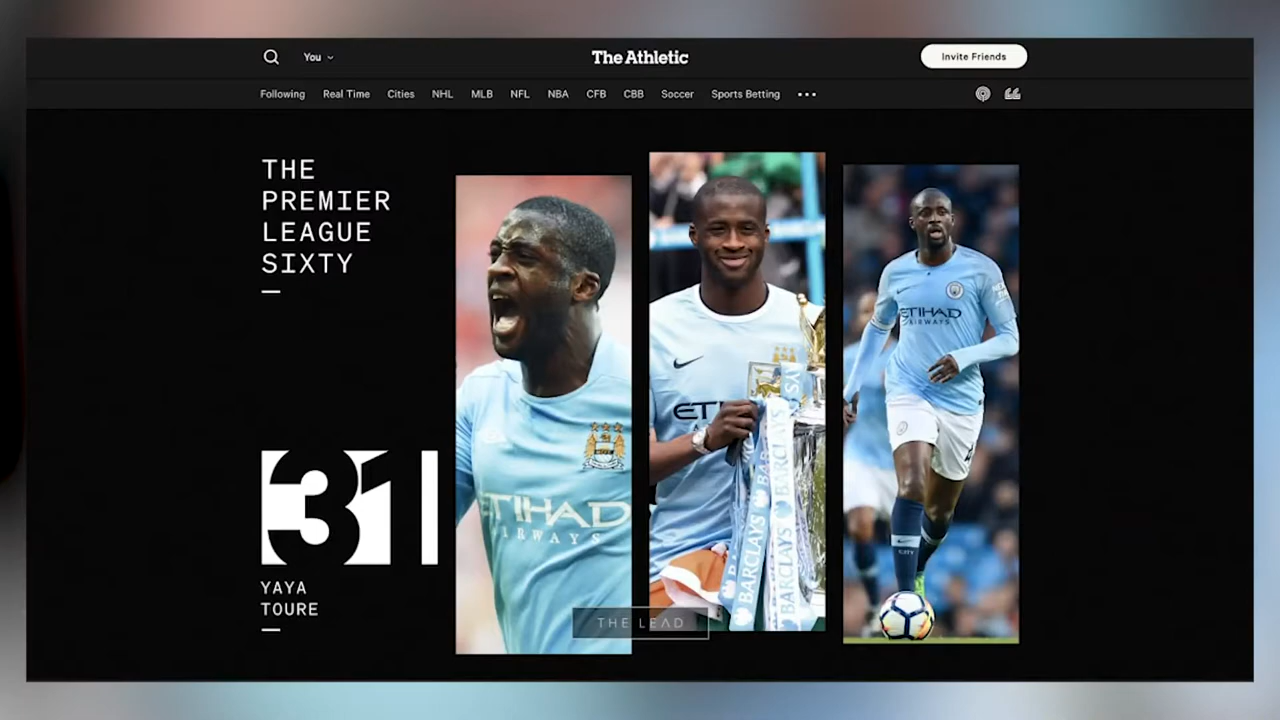 You
The Athletic
Invite Friends
Following
Real Time
Cities
NHL
MLB
NFL
NBA
CFB
CBB
Soccer
Sports Betting
THE
PREMIER
LEAGUE
SIXTY
31
YAYA
TOURE
ETIHAD
AIRWAYS
BARCLAYS
BARCLAYS
ETIHAD
AIRWAYS
THE LEAD